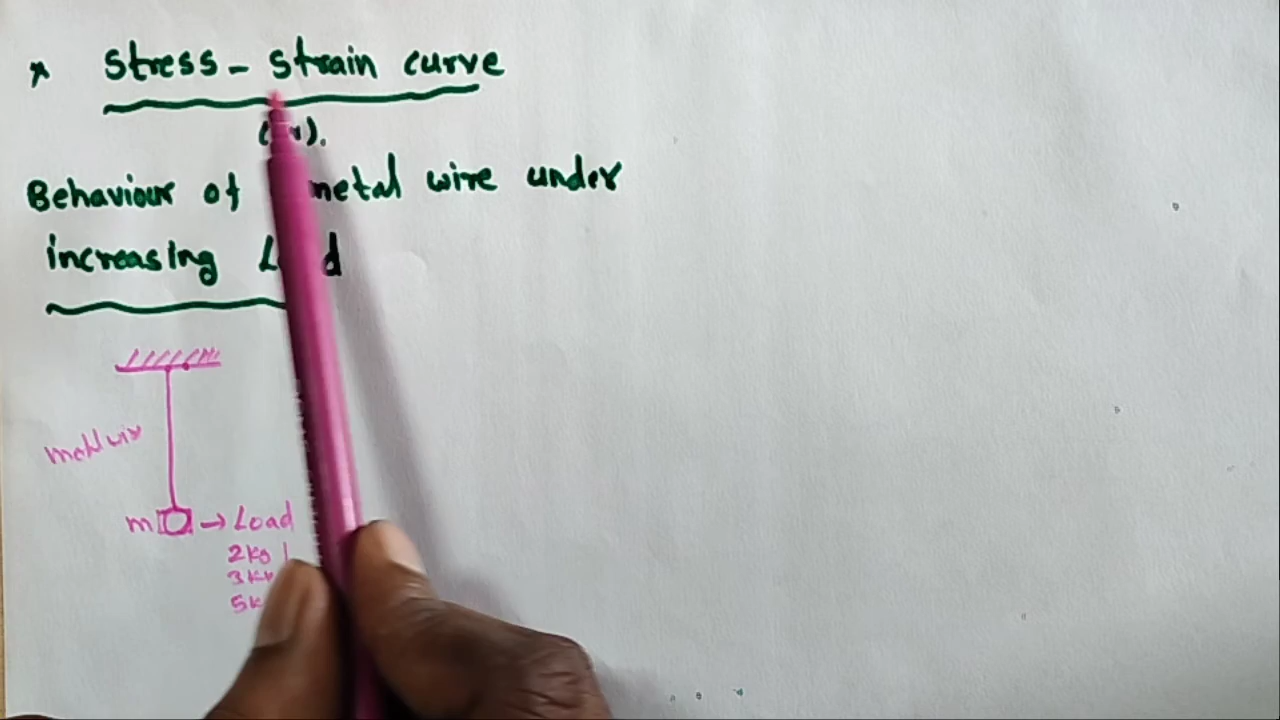 * Stress - Strain curve
Behaviour of metal wire under
increasing
m → Load
2kg